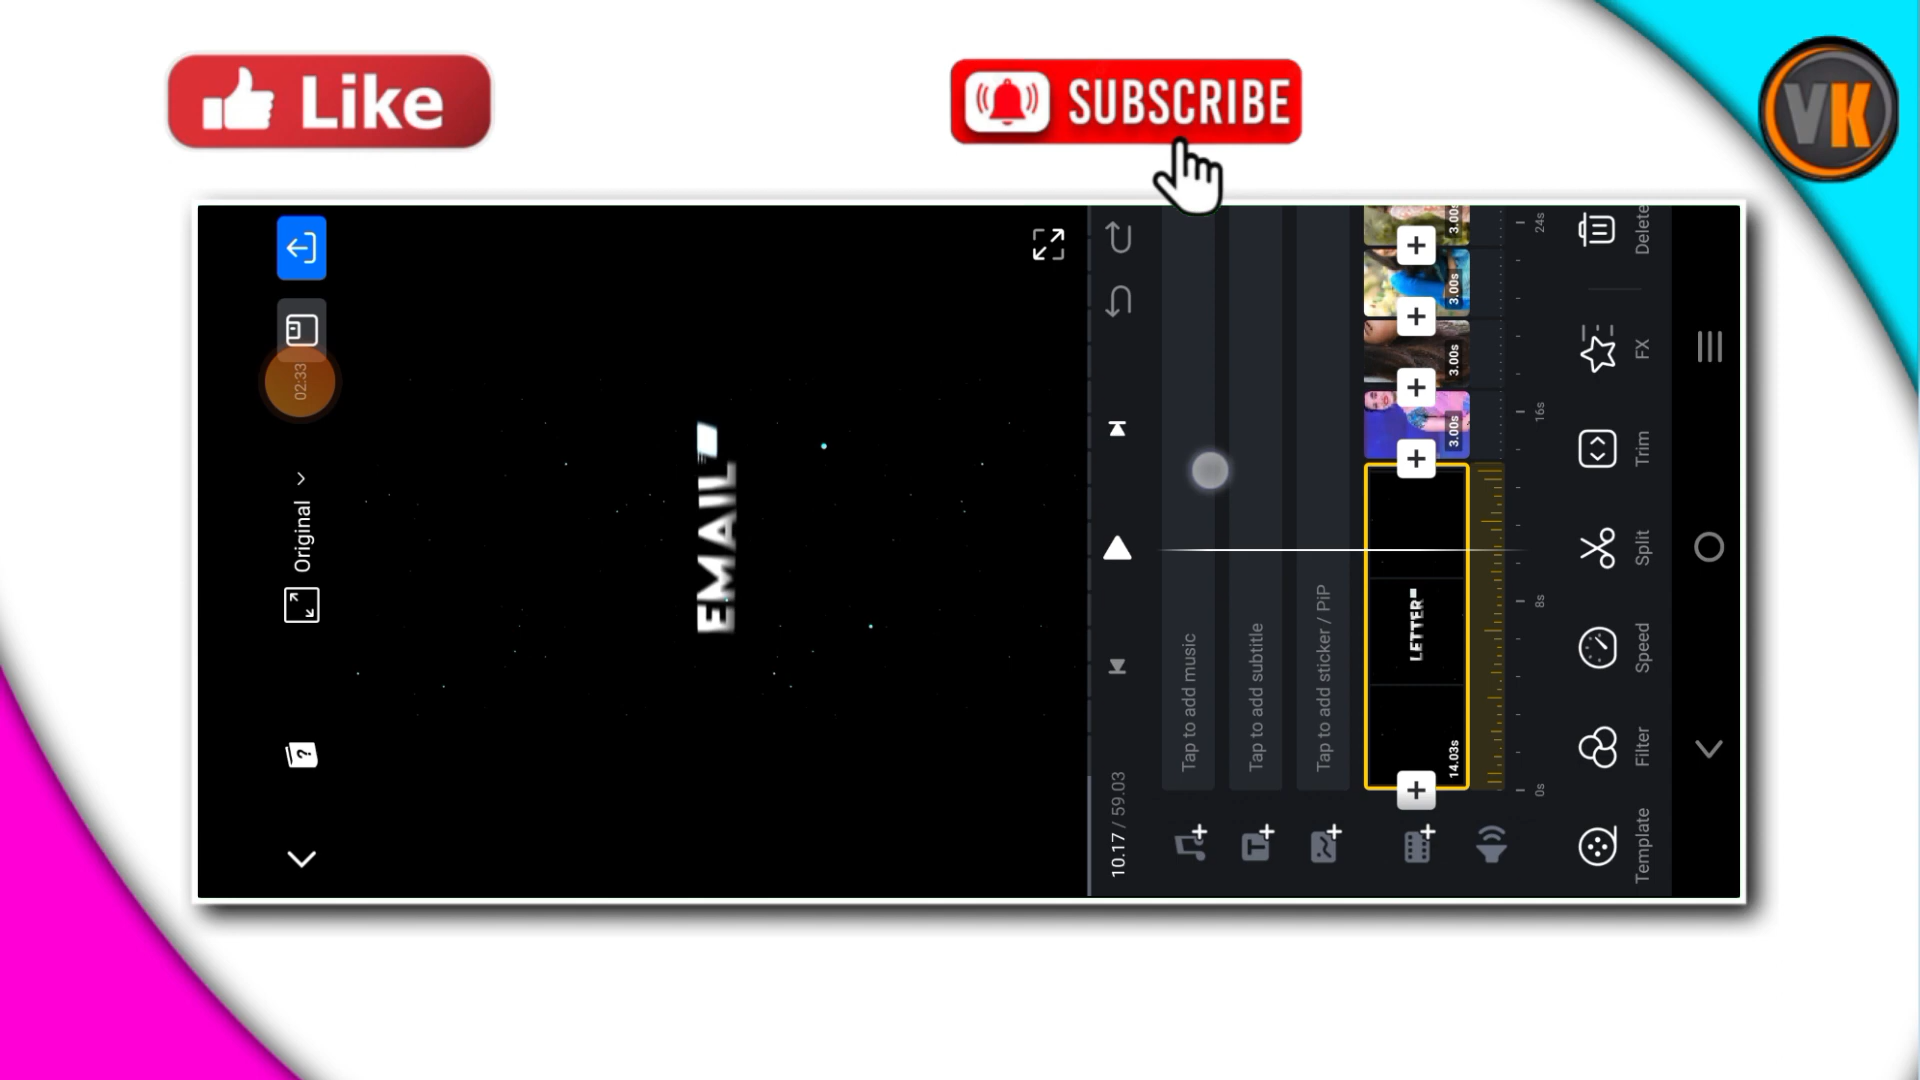 Like
SUBSCRIBE
VK
02:33
Original
?
EMAIL
10.17 / 59.03
Tap to add music
Tap to add subtitle
Tap to add sticker / PiP
3.00s
3.00s
3.00s
3.00s
LETTER
14.03s
24s
16s
8s
0s
Delete
FX
Trim
Split
Speed
Filter
Template